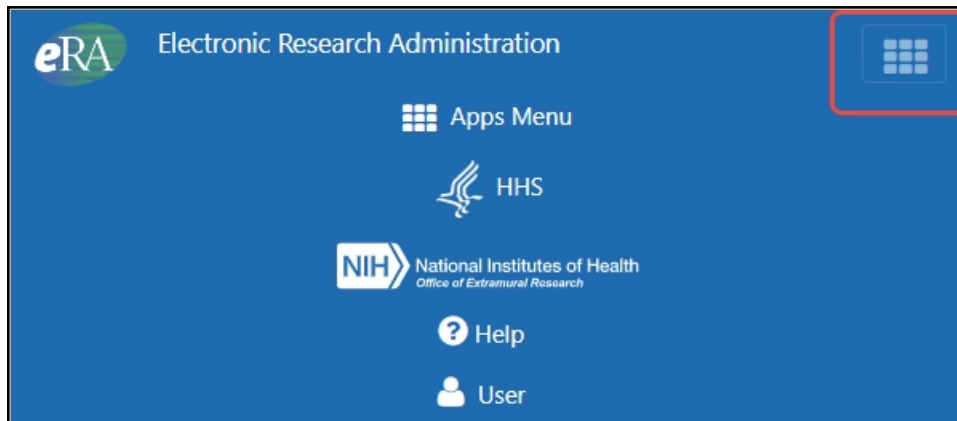 eRA Electronic Research Administration
Apps Menu
HHS
NIH National Institutes of Health
Office of Extramural Research
? Help
User